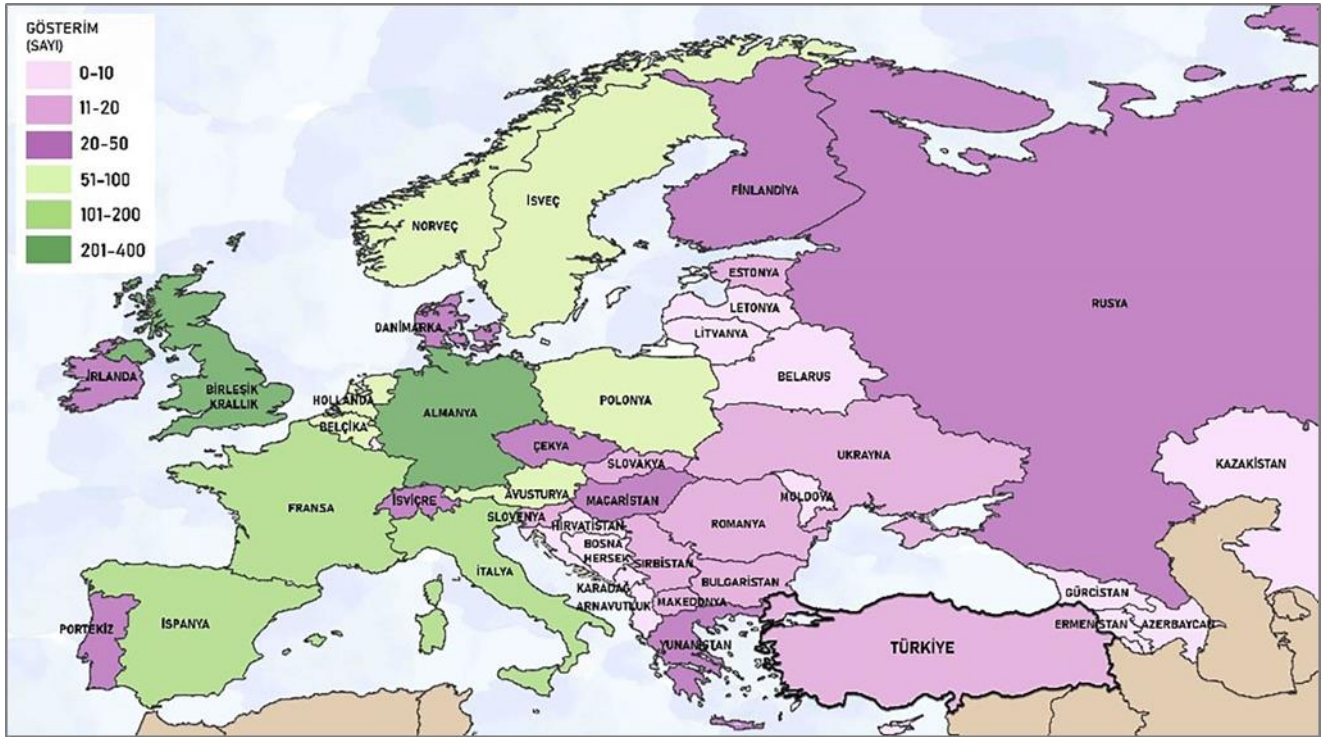 GÖSTERİM
(SAYI)
0-10
11-20
20-50
51-100
101-200
201-400
NORVEÇ
İSVEÇ
FİNLANDİYA
RUSYA
ESTONYA
LETONYA
LİTVANYA
BELARUS
DANİMARKA
İRLANDA
BİRLEŞİK
KRALLIK
HOLLANDA
BELÇİKA
ALMANYA
POLONYA
ÇEKYA
SLOVAKYA
UKRAYNA
KAZAKİSTAN
FRANSA
İSVİÇRE
AVUSTURYA
MACARİSTAN
MOLDOVA
SLOVENYA
HIRVATİSTAN
ROMANYA
BOSNA
HERSEK
SIRBİSTAN
İTALYA
KARADAĞ
BULGARİSTAN
ARNAVUTLUK
MAKEDONYA
GÜRCİSTAN
ERMENİSTAN
AZERBAYCAN
PORTEKİZ
İSPANYA
YUNANİSTAN
TÜRKİYE